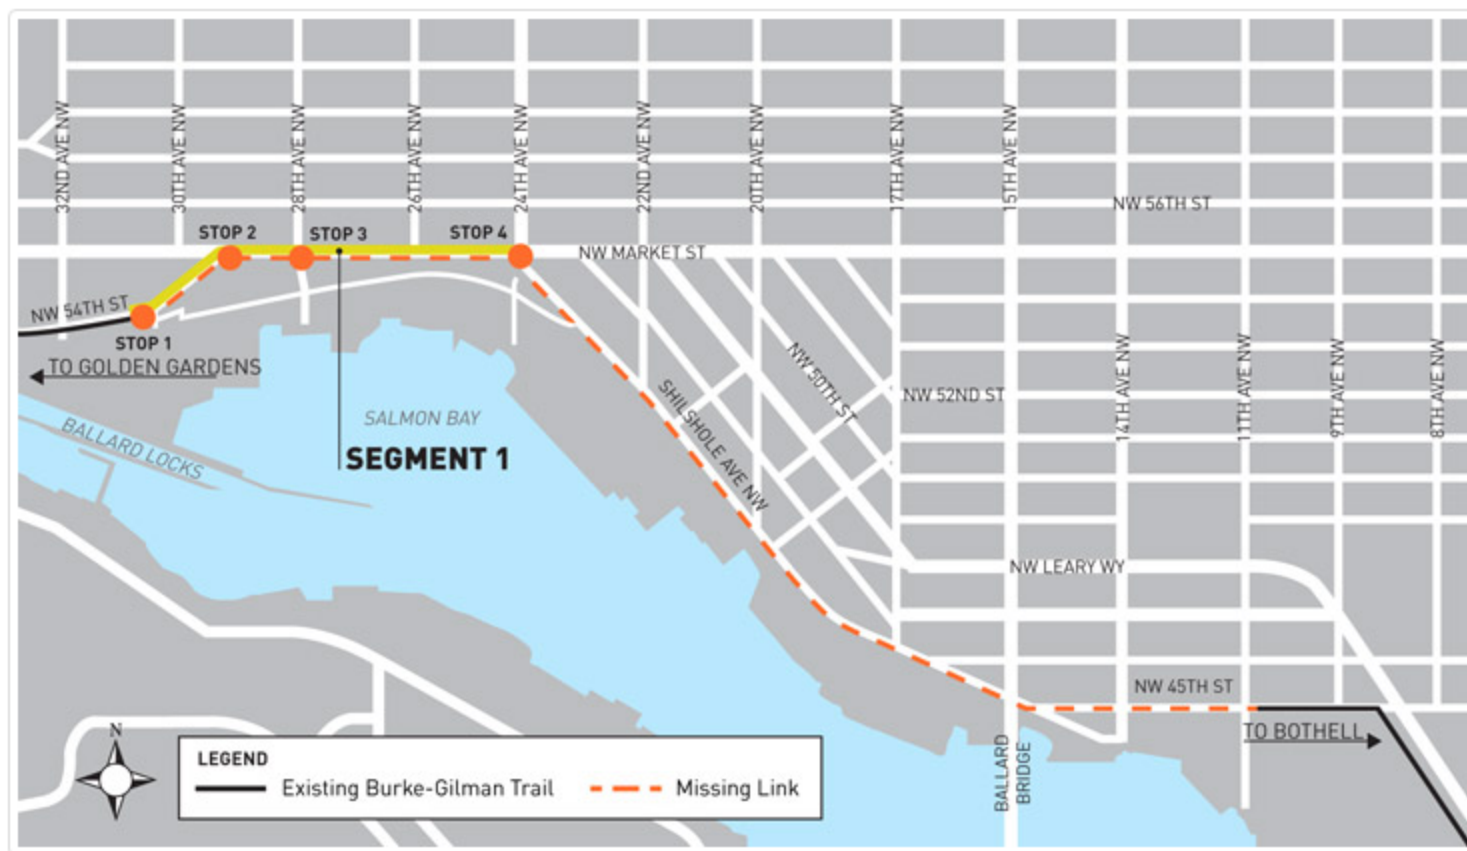 32ND AVE NW
30TH AVE NW
28TH AVE NW
26TH AVE NW
24TH AVE NW
22ND AVE NW
20TH AVE NW
17TH AVE NW
15TH AVE NW
NW 56TH ST
STOP 2
STOP 3
STOP 4
NW MARKET ST
NW 54TH ST
STOP 1
TO GOLDEN GARDENS
14TH AVE NW
11TH AVE NW
9TH AVE NW
8TH AVE NW
NW 50TH ST
NW 52ND ST
SHILSHOLE AVE NW
SALMON BAY
BALLARD LOCKS
SEGMENT 1
NW LEARY WY
NW 45TH ST
TO BOTHELL
BALLARD
BRIDGE
N
LEGEND
Existing Burke-Gilman Trail
Missing Link